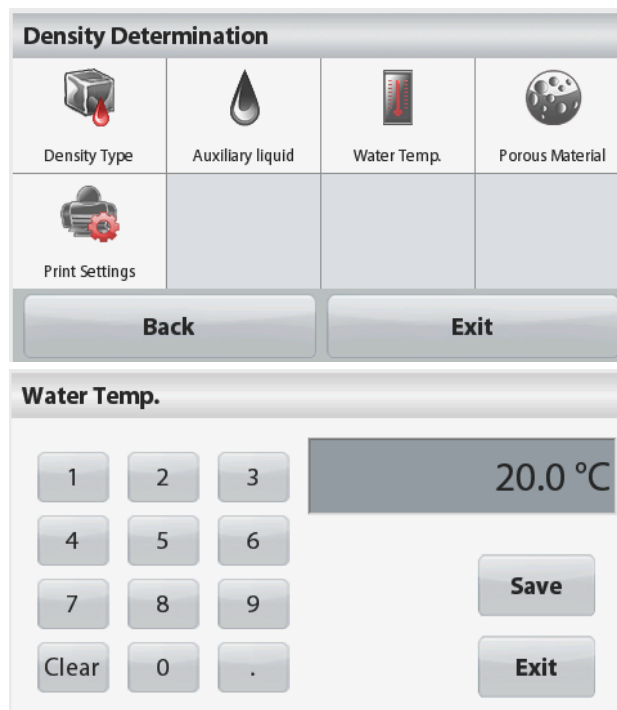 Density Determination
Density Type
Auxiliary liquid
Water Temp.
Porous Material
Print Settings
Back
Exit
Water Temp.
1 2 3
20.0 °C
4 5 6
Save
7 8 9
Clear 0 .
Exit